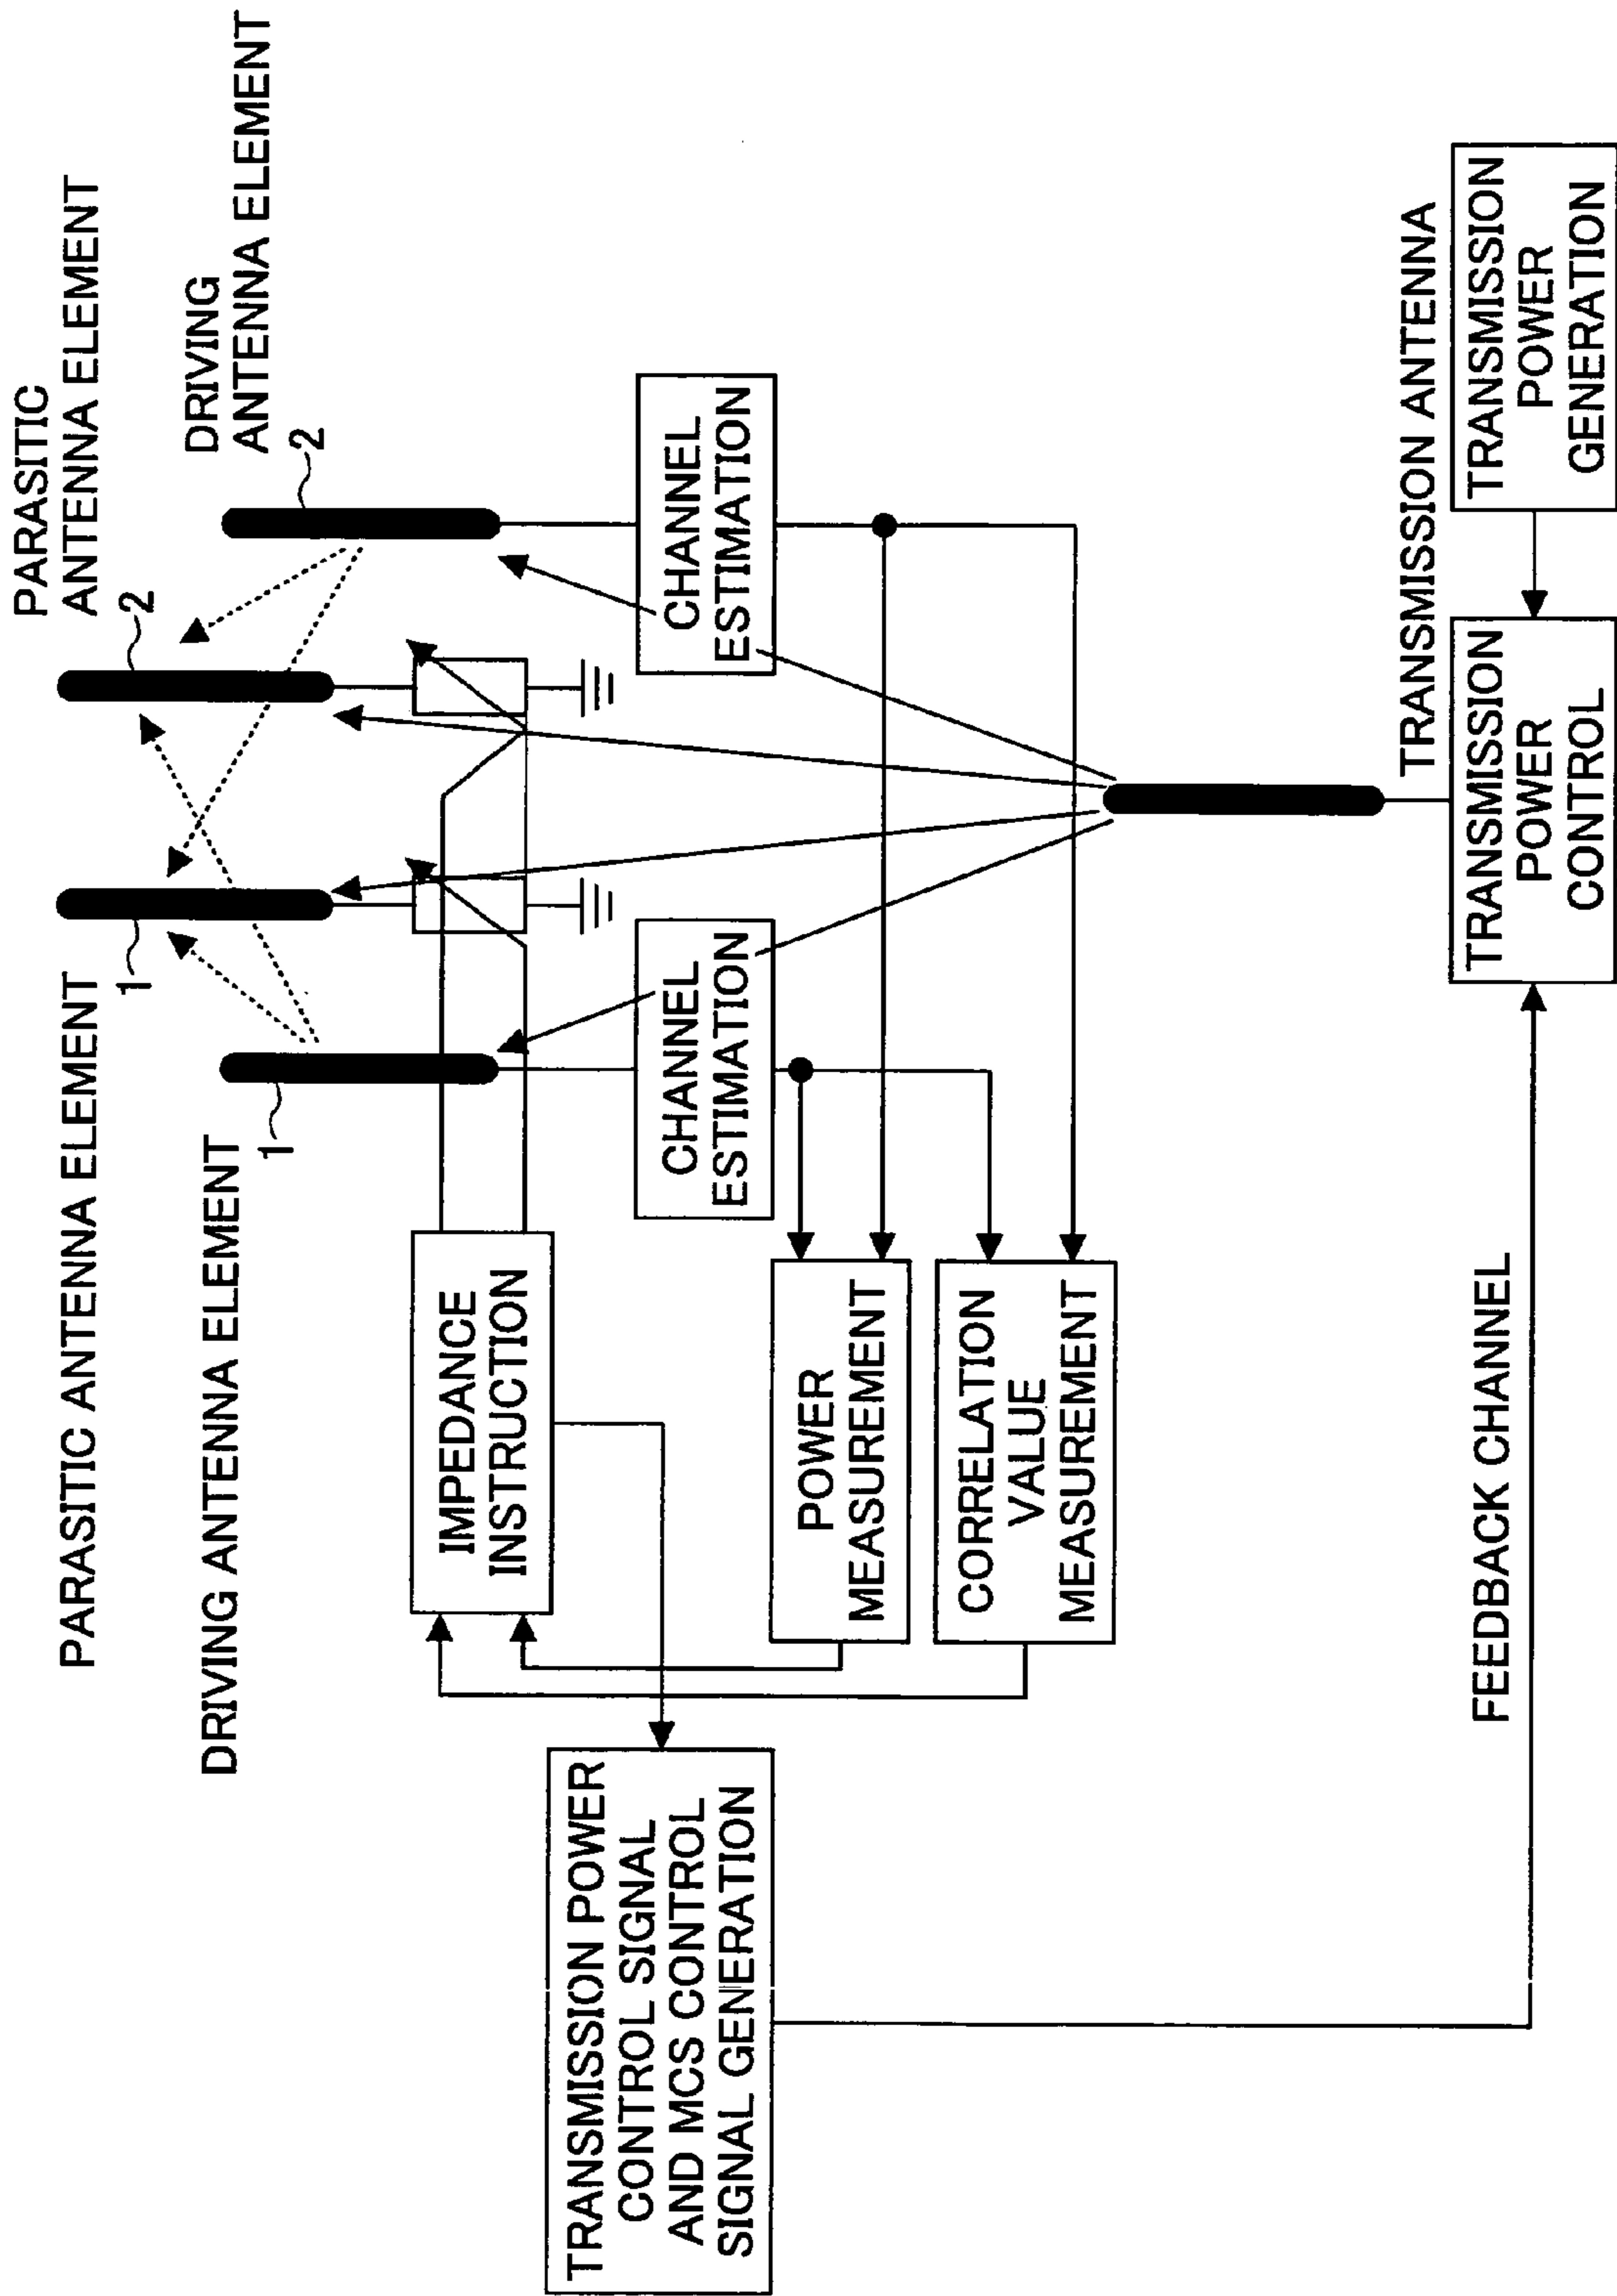 PARASITIC
ANTENNA ELEMENT
2
PARASITIC ANTENNA ELEMENT
1
DRIVING
ANTENNA ELEMENT
2
DRIVING ANTENNA ELEMENT
1
IMPEDANCE
INSTRUCTION
CHANNEL
ESTIMATION
CHANNEL
ESTIMATION
TRANSMISSION POWER
CONTROL SIGNAL
AND MCS CONTROL
SIGNAL GENERATION
POWER
MEASUREMENT
CORRELATION
VALUE
MEASUREMENT
TRANSMISSION ANTENNA
FEEDBACK CHANNEL
TRANSMISSION
POWER
CONTROL
TRANSMISSION
POWER
GENERATION